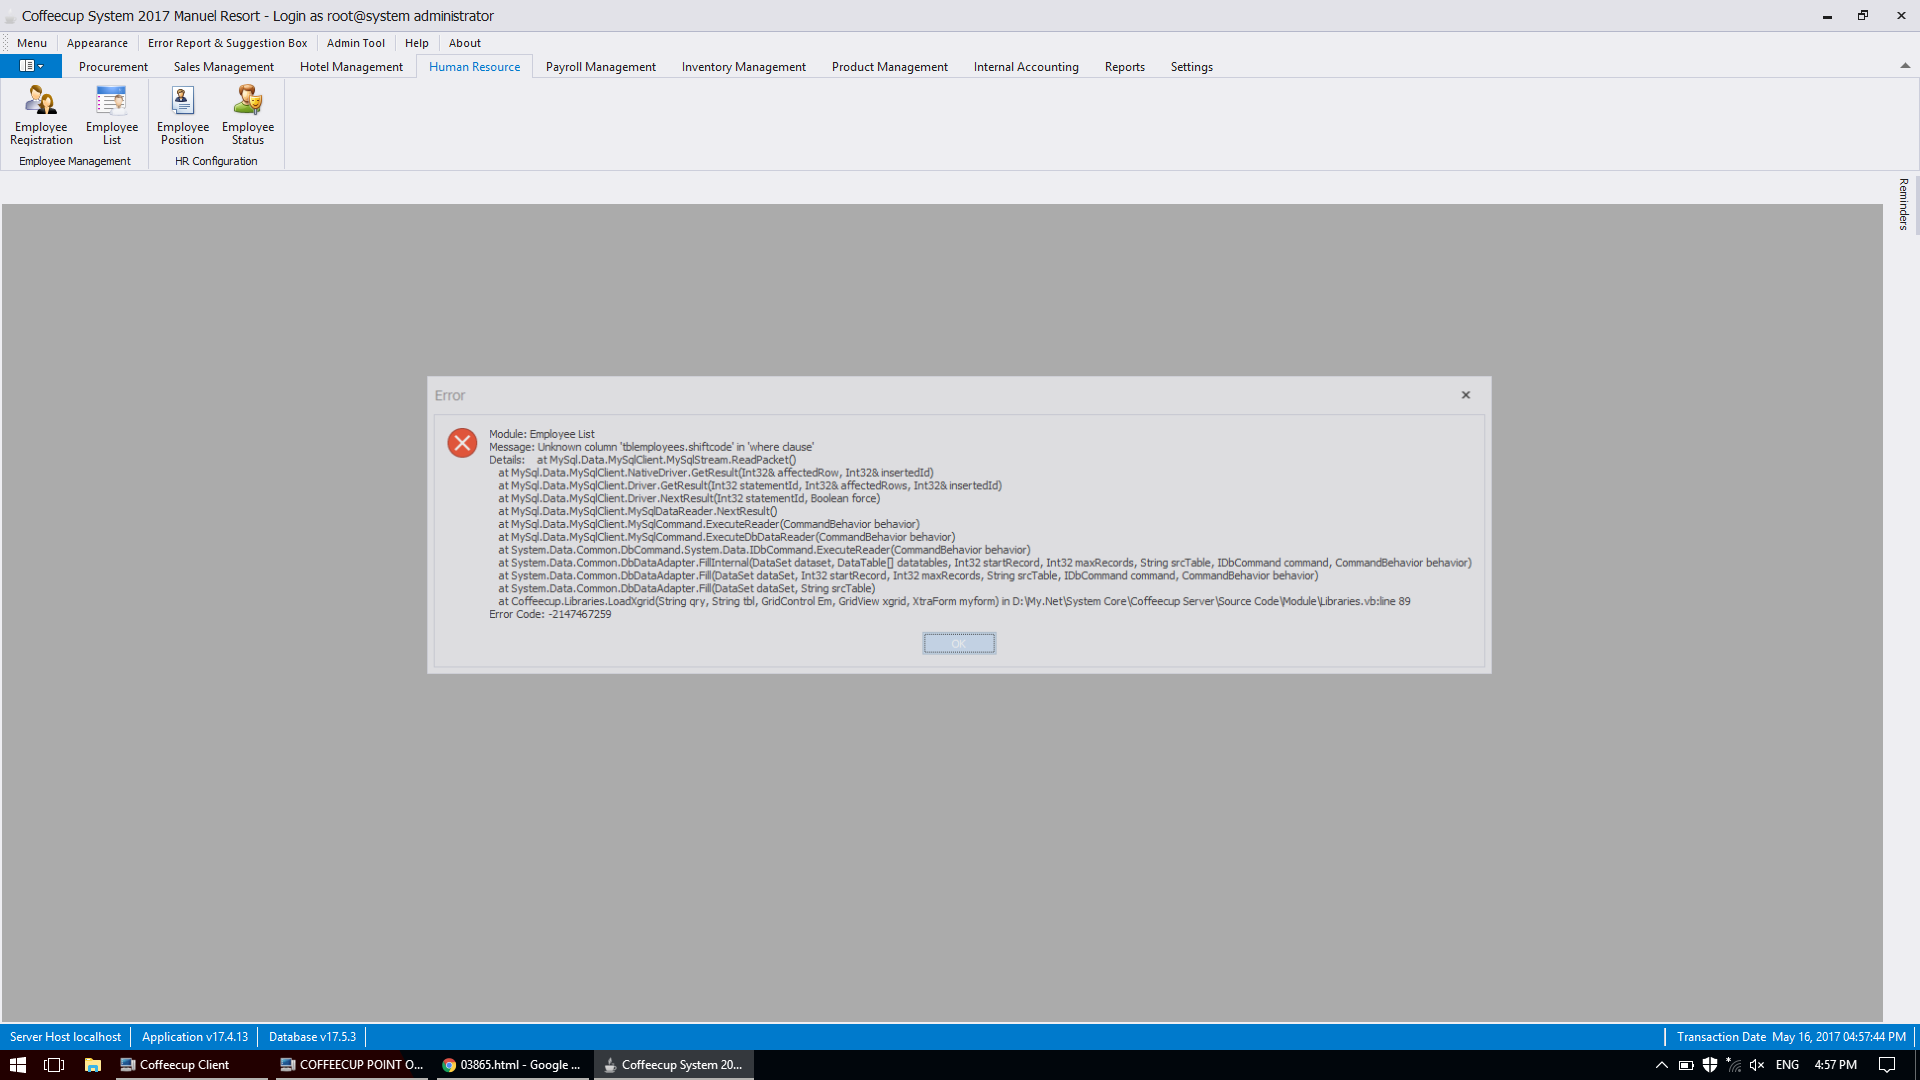 Coffeecup System 2017 Manuel Resort - Login as root@system administrator
Menu Appearance Error Report & Suggestion Box Admin Tool Help About
Procurement Sales Management Hotel Management Human Resource Payroll Management Inventory Management Product Management Internal Accounting Reports Settings
Employee Registration Employee List Employee Position Employee Status
Employee Management HR Configuration
Reminders
Error
Module: Employee List
Message: Unknown column 'tblemployees.shiftcode' in 'where clause'
Details: at MySql.Data.MySqlClient.MySqlStream.ReadPacket()
at MySql.Data.MySqlClient.NativeDriver.GetResult(Int32& affectedRow, Int32& insertedId)
at MySql.Data.MySqlClient.Driver.GetResult(Int32 statementId, Int32& affectedRows, Int32& insertedId)
at MySql.Data.MySqlClient.Driver.NextResult(Int32 statementId, Boolean force)
at MySql.Data.MySqlClient.MySqlDataReader.NextResult()
at MySql.Data.MySqlClient.MySqlCommand.ExecuteReader(CommandBehavior behavior)
at MySql.Data.MySqlClient.MySqlCommand.ExecuteDbDataReader(CommandBehavior behavior)
at System.Data.Common.DbCommand.System.Data.IDbCommand.ExecuteReader(CommandBehavior behavior)
at System.Data.Common.DbDataAdapter.FillInternal(DataSet dataset, DataTable[] datatables, Int32 startRecord, Int32 maxRecords, String srcTable, IDbCommand command, CommandBehavior behavior)
at System.Data.Common.DbDataAdapter.Fill(DataSet dataSet, Int32 startRecord, Int32 maxRecords, String srcTable, IDbCommand command, CommandBehavior behavior)
at System.Data.Common.DbDataAdapter.Fill(DataSet dataSet, String srcTable)
at Coffeecup.Libraries.LoadXgrid(String qry, String tbl, GridControl Em, GridView xgrid, XtraForm myform) in D:\My.Net\System Core\Coffeecup Server\Source Code\Module\Libraries.vb:line 89
Error Code: -2147467259
OK
Server Host localhost Application v17.4.13 Database v17.5.3 Transaction Date May 16, 2017 04:57:44 PM
Coffeecup Client COFFEECUP POINT O... 03865.html - Google ... Coffeecup System 20... ENG 4:57 PM